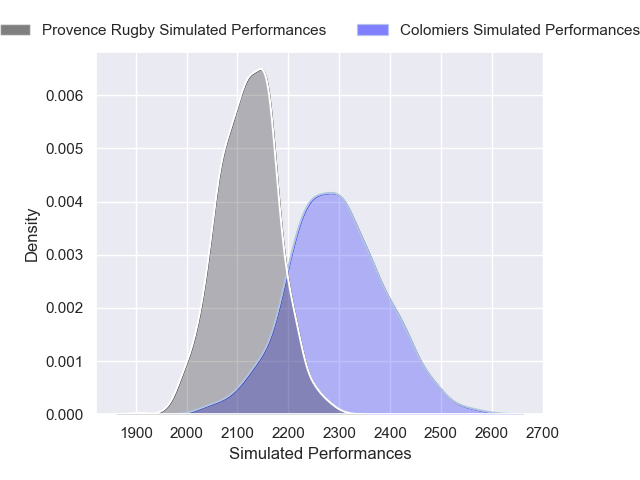 Provence Rugby Simulated Performances
Colomiers Simulated Performances
0.006
0.005
0.004
0.003
0.002
0.001
0.000
Density
1900 2000 2100 2200 2300 2400 2500 2600 2700
Simulated Performances